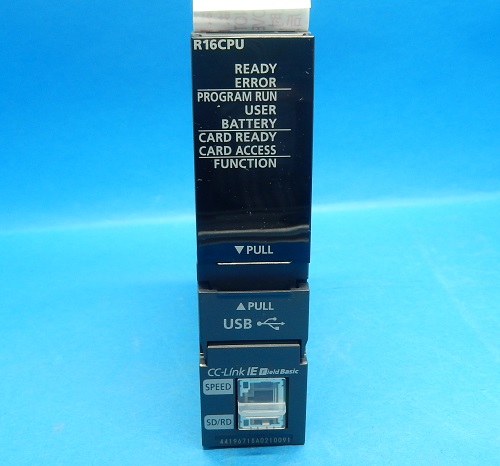 R16CPU
READY
ERROR
PROGRAM RUN
USER
BATTERY
CARD READY
CARD ACCESS
FUNCTION
▼PULL
▲PULL
USB
CC-Link IE Field Basic
SPEED
SD/RD